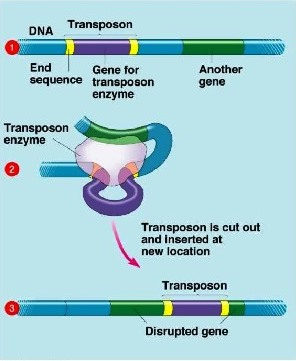 DNA
Transposon
1
End
sequence
Gene for
transposon
enzyme
Another
gene
Transposon
enzyme
2
Transposon is cut out
and inserted at
new location
Transposon
3
Disrupted gene